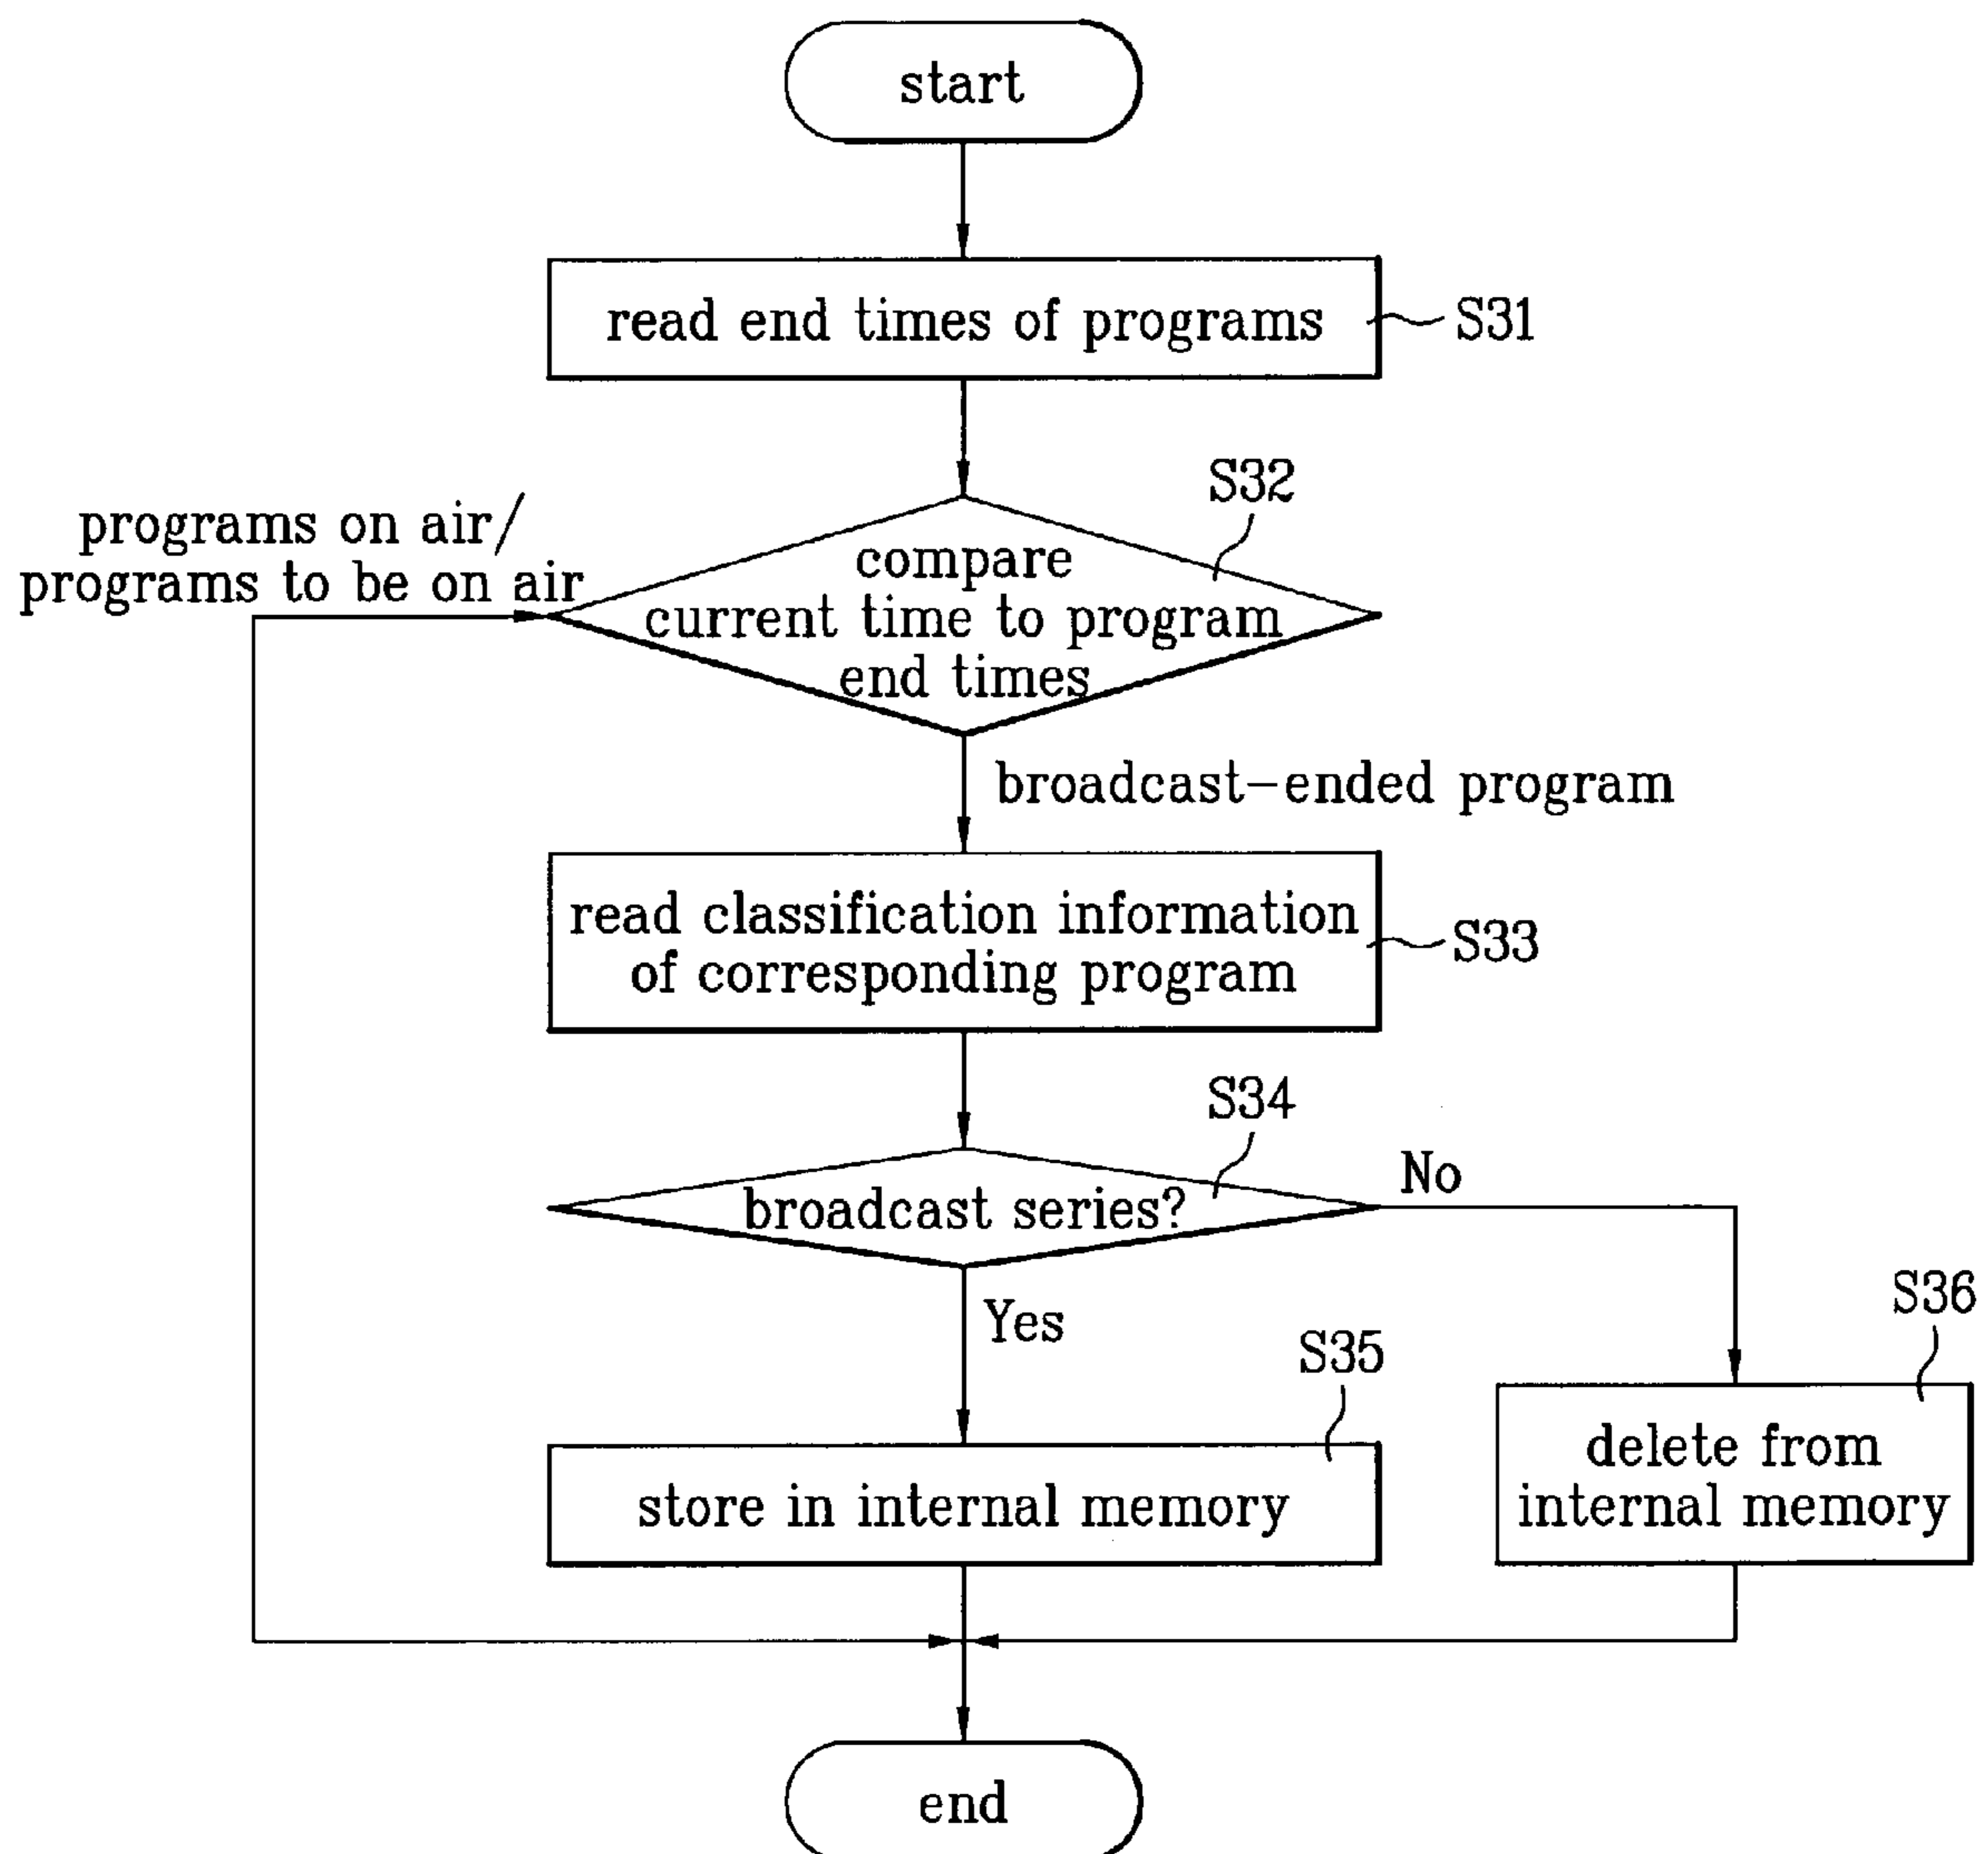 start
read end times of programs
S31
S32
programs on air/
programs to be on air
compare
current time to program
end times
broadcast-ended program
read classification information
of corresponding program
S33
S34
broadcast series?
No
Yes
S35
S36
store in internal memory
delete from
internal memory
end